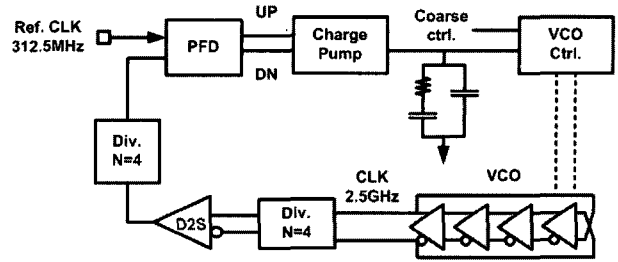 Ref. CLK
312.5MHz
PFD
UP
DN
Charge
Pump
Coarse
ctrl.
VCO
Ctrl.
Div.
N=4
D2S
Div.
N=4
CLK
2.5GHz
VCO